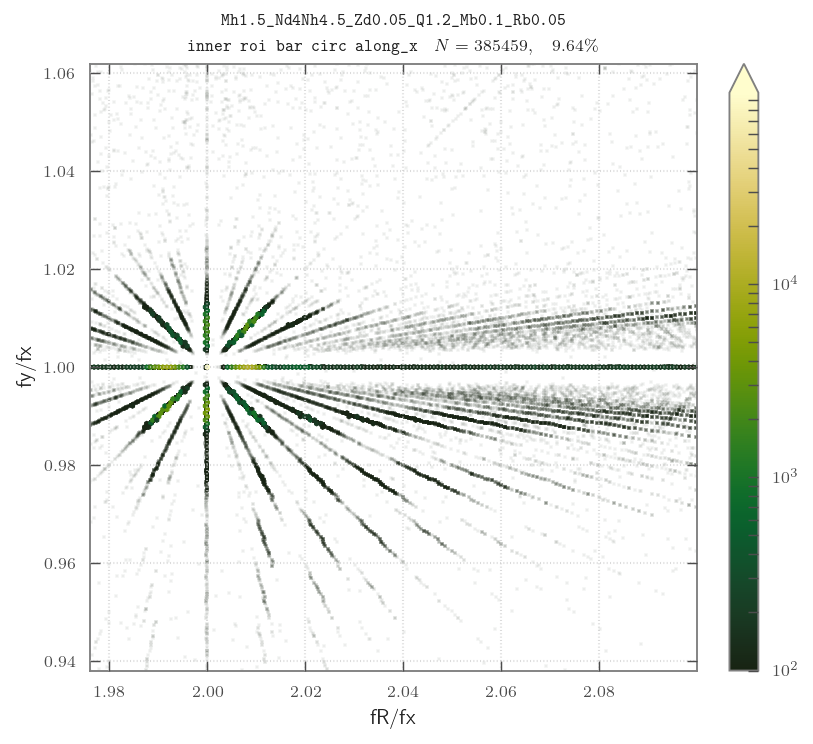 Mh1.5_Nd4Nh4.5_Zd0.05_Q1.2_Mb0.1_Rb0.05
inner roi bar circ along_x N = 385459, 9.64%
1.06
1.04
1.02
1.00
0.98
0.96
0.94
fy/fx
1.98 2.00 2.02 2.04 2.06 2.08
fR/fx
10^4
10^3
10^2